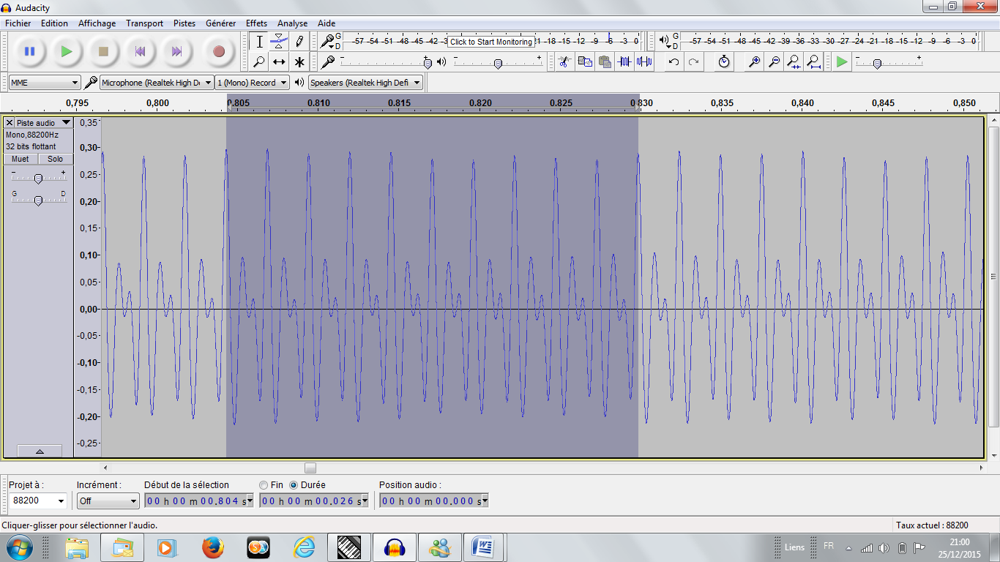 Audacity
Fichier Edition Affichage Transport Pistes Générer Effets Analyse Aide
G
D
-57 -54 -51 -48 -45 -42 -3 Click to Start Monitoring 1 -18 -15 -12 -9 -6 -3 0
G
D
-57 -54 -51 -48 -45 -42 -39 -36 -33 -30 -27 -24 -21 -18 -15 -12 -9 -6 -3 0
MME Microphone (Realtek High De 1 (Mono) Record Speakers (Realtek High Defi
0,795 0,800 0,805 0,810 0,815 0,820 0,825 0,830 0,835 0,840 0,845 0,850
Piste audio
Mono,88200Hz
32 bits flottant
Muet Solo
- +
G D
0,35
0,30
0,25
0,20
0,15
0,10
0,05
0,00
-0,05
-0,10
-0,15
-0,20
-0,25
Projet à : Incrément : Début de la sélection Fin Durée Position audio :
88200 Off 00 h 00 m 00.804 s 00 h 00 m 00.026 s 00 h 00 m 00.000 s
Cliquer-glisser pour sélectionner l'audio. Taux actuel : 88200
Liens FR 21:00
25/12/2015